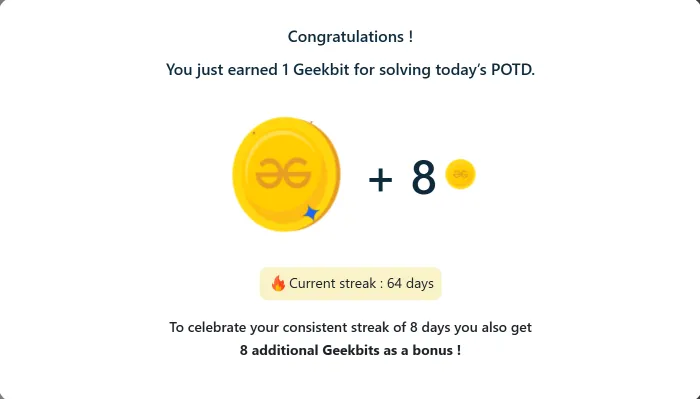 Congratulations !
You just earned 1 Geekbit for solving today's POTD.
+ 8
🔥Current streak : 64 days
To celebrate your consistent streak of 8 days you also get
8 additional Geekbits as a bonus !